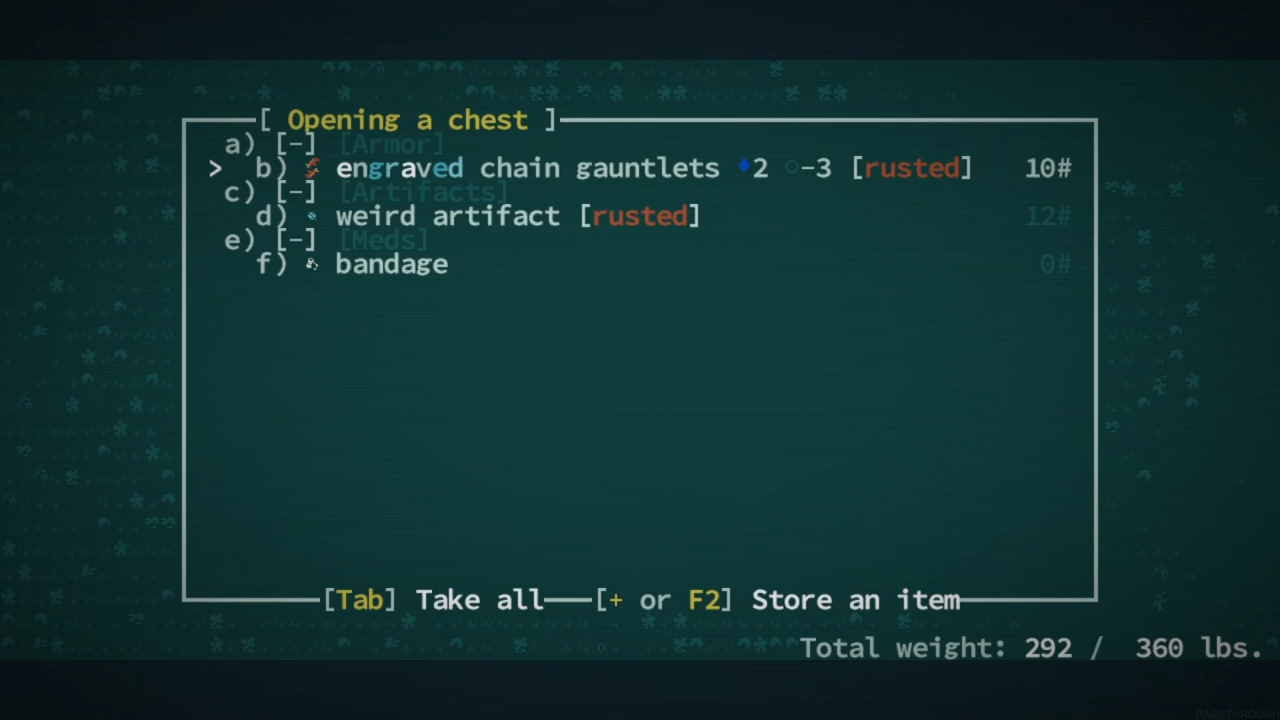 [ Opening a chest ]
a) [-] [Armor]
> b) engraved chain gauntlets ♦2 ○-3 [rusted] 10#
c) [-] [Artifacts]
d) weird artifact [rusted] 12#
e) [-] [Meds]
f) bandage 0#
[Tab] Take all [+ or F2] Store an item
Total weight: 292 / 360 lbs.